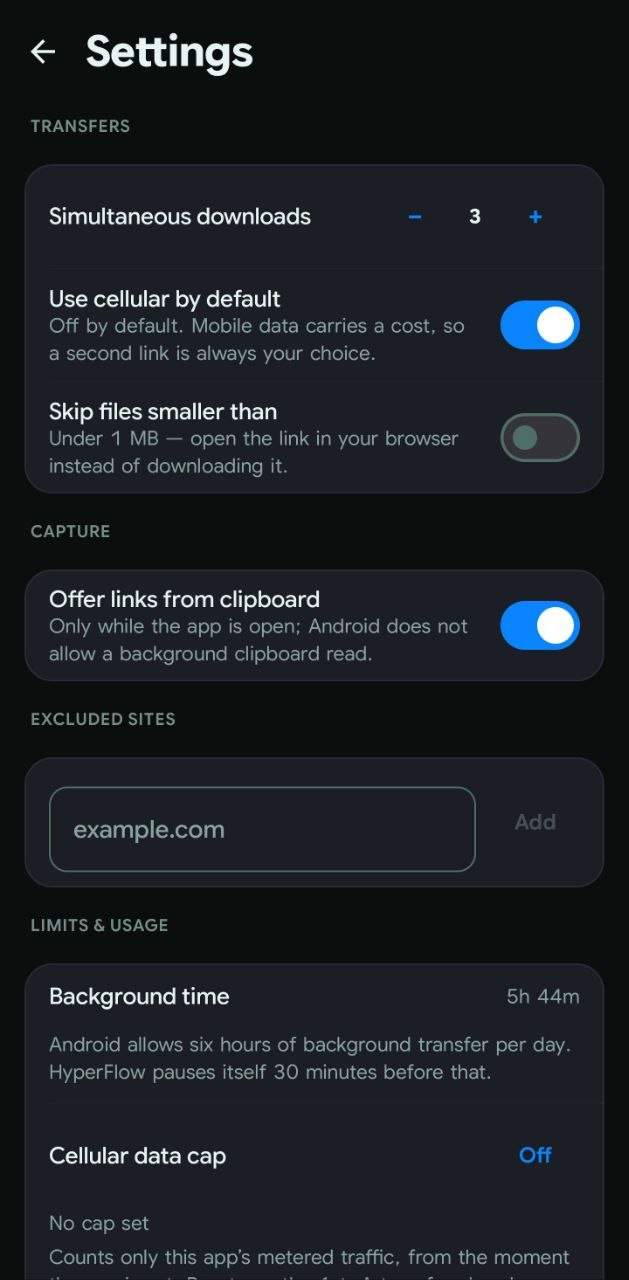 Settings
TRANSFERS
Simultaneous downloads − 3 +
Use cellular by default
Off by default. Mobile data carries a cost, so
a second link is always your choice.
Skip files smaller than
Under 1 MB — open the link in your browser
instead of downloading it.
CAPTURE
Offer links from clipboard
Only while the app is open; Android does not
allow a background clipboard read.
EXCLUDED SITES
example.com Add
LIMITS & USAGE
Background time 5h 44m
Android allows six hours of background transfer per day.
HyperFlow pauses itself 30 minutes before that.
Cellular data cap Off
No cap set
Counts only this app's metered traffic, from the moment